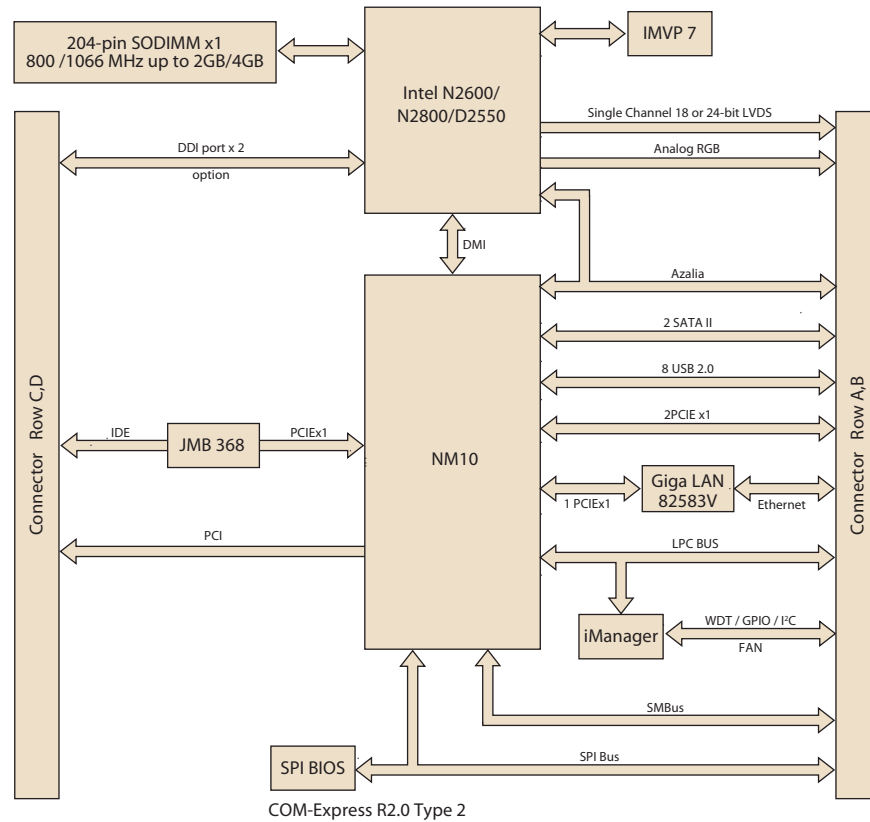 204-pin SODIMM x1
800 /1066 MHz up to 2GB/4GB
Intel N2600/
N2800/D2550
IMVP 7
Single Channel 18 or 24-bit LVDS
Analog RGB
DDI port x 2
option
DMI
Azalia
2 SATA II
8 USB 2.0
2PCIE x1
Connector Row C,D
IDE
JMB 368
PCIEx1
NM10
1 PCIEx1
Giga LAN
82583V
Ethernet
Connector Row A,B
PCI
LPC BUS
iManager
WDT / GPIO / I²C
FAN
SMBus
SPI BIOS
SPI Bus
COM-Express R2.0 Type 2